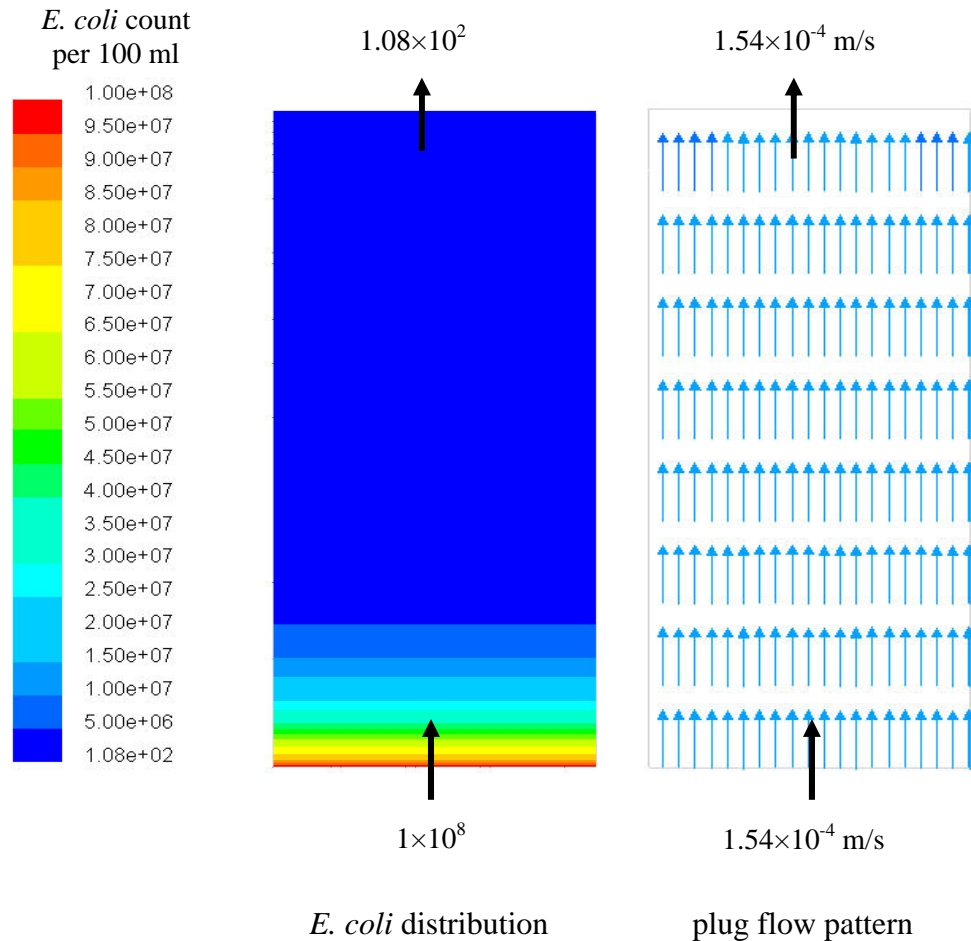 E. coli count
per 100 ml
1.08×10²
1.54×10⁻⁴ m/s
1.00e+08
9.50e+07
9.00e+07
8.50e+07
8.00e+07
7.50e+07
7.00e+07
6.50e+07
6.00e+07
5.50e+07
5.00e+07
4.50e+07
4.00e+07
3.50e+07
3.00e+07
2.50e+07
2.00e+07
1.50e+07
1.00e+07
5.00e+06
1.08e+02
1×10⁸
1.54×10⁻⁴ m/s
E. coli distribution
plug flow pattern